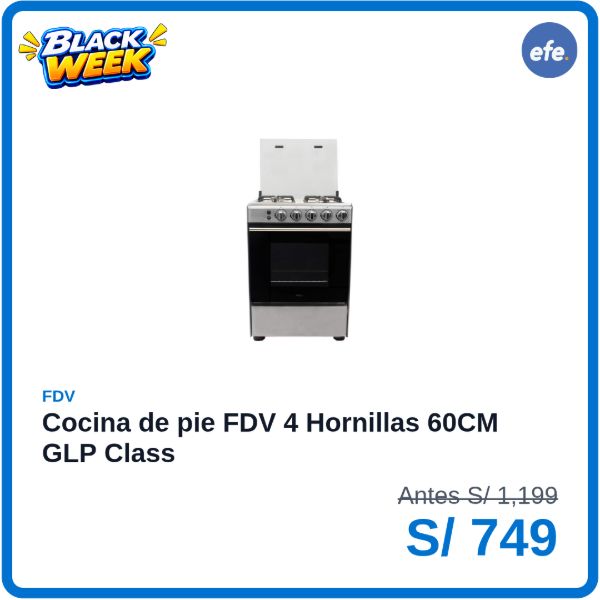 BLACK
WEEK
efe.
FDV
Cocina de pie FDV 4 Hornillas 60CM
GLP Class
Antes S/ 1,199
S/ 749